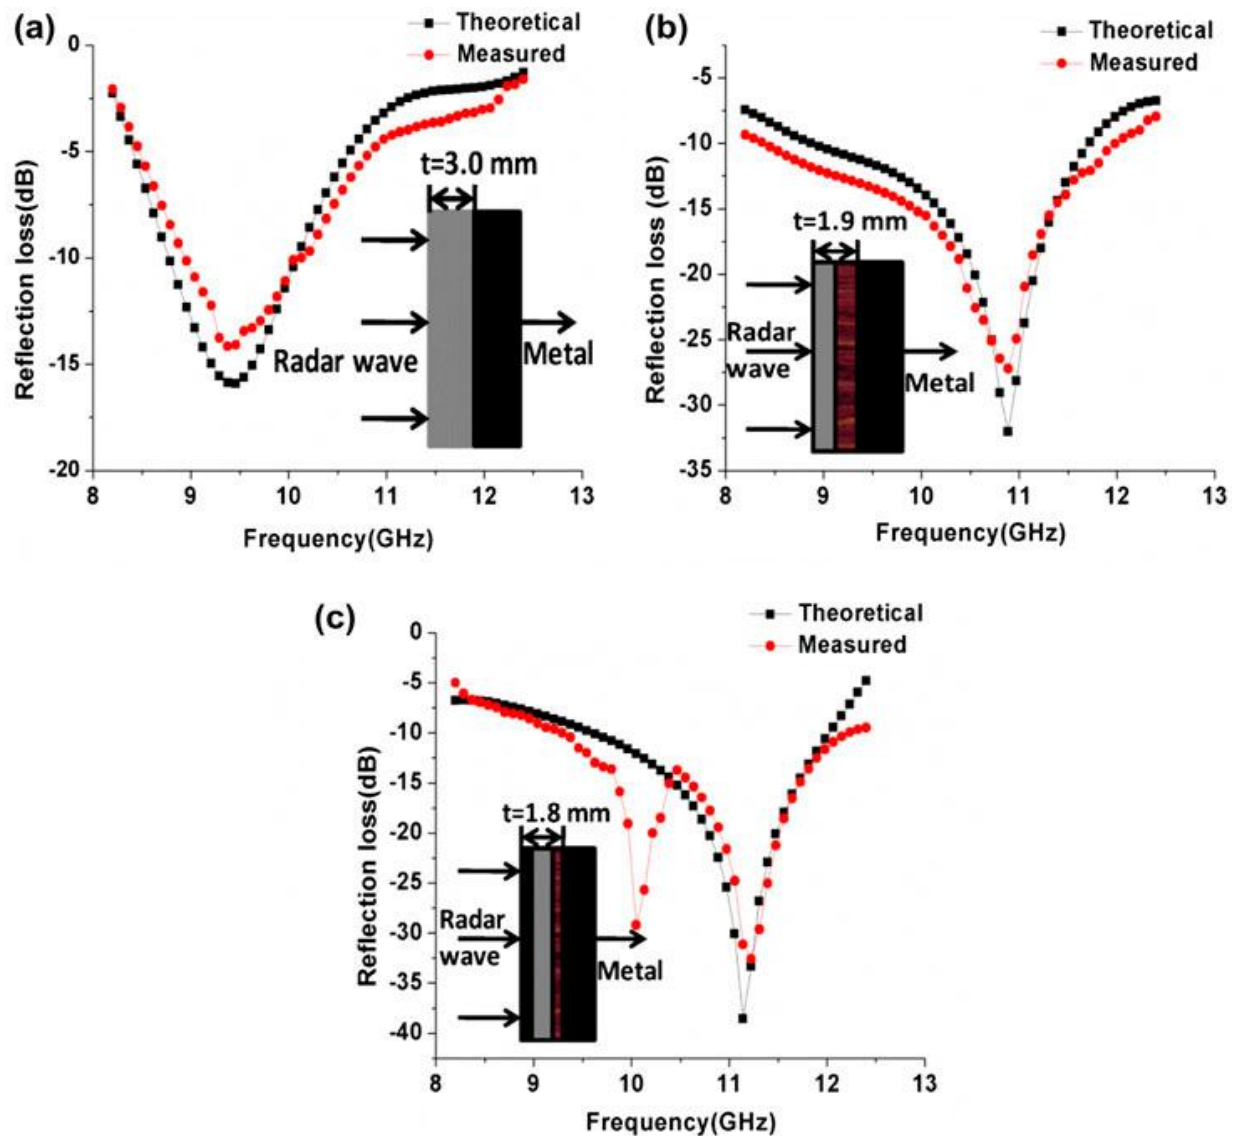 (a)
Theoretical
Measured
0
-5
-10
-15
-20
Reflection loss(dB)
t=3.0 mm
Radar wave
Metal
8 9 10 11 12 13
Frequency(GHz)
(b)
Theoretical
Measured
-5
-10
-15
-20
-25
-30
-35
Reflection loss (dB)
t=1.9 mm
Radar
wave
Metal
8 9 10 11 12 13
Frequency(GHz)
(c)
Theoretical
Measured
0
-5
-10
-15
-20
-25
-30
-35
-40
Reflection loss(dB)
t=1.8 mm
Radar
wave
Metal
8 9 10 11 12 13
Frequency(GHz)